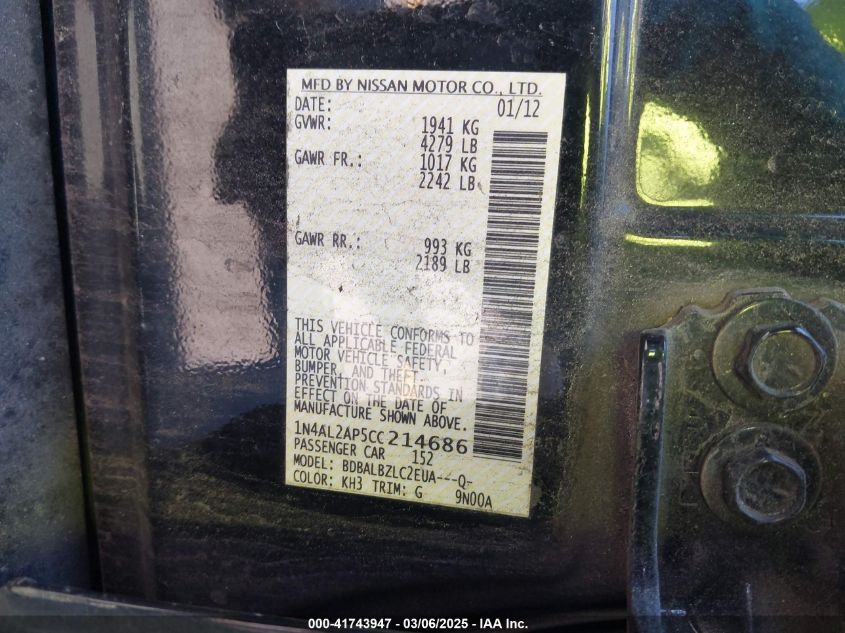 MFD BY NISSAN MOTOR CO., LTD.
DATE: 01/12
GVWR: 1941 KG
4279 LB
GAWR FR.: 1017 KG
2242 LB
GAWR RR.: 993 KG
2189 LB
THIS VEHICLE CONFORMS TO
ALL APPLICABLE FEDERAL
MOTOR VEHICLE SAFETY,
BUMPER, AND THEFT
PREVENTION STANDARDS IN
EFFECT ON THE DATE OF
MANUFACTURE SHOWN ABOVE.
1N4AL2AP5CC214686
PASSENGER CAR 152
MODEL: BDBALBZLC2EUA---Q-
COLOR: KH3 TRIM: G 9N00A
000-41743947 - 03/06/2025 - IAA Inc.